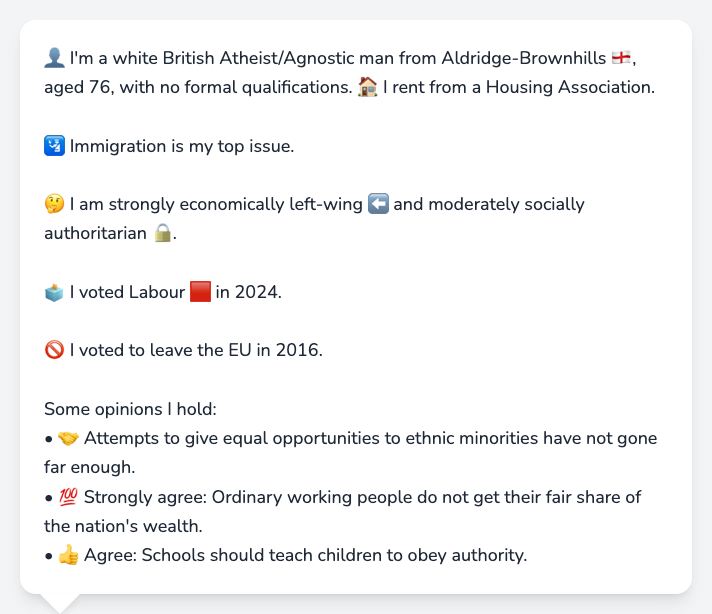 👤 I'm a white British Atheist/Agnostic man from Aldridge-Brownhills 🏴󠁧󠁢󠁥󠁮󠁧󠁿,
aged 76, with no formal qualifications. 🏠 I rent from a Housing Association.
🛂 Immigration is my top issue.
🤔 I am strongly economically left-wing ⬅️ and moderately socially
authoritarian 🔒.
🗳️ I voted Labour 🟥 in 2024.
🚫 I voted to leave the EU in 2016.
Some opinions I hold:
• 🤝 Attempts to give equal opportunities to ethnic minorities have not gone
far enough.
• 💯 Strongly agree: Ordinary working people do not get their fair share of
the nation's wealth.
• 👍 Agree: Schools should teach children to obey authority.